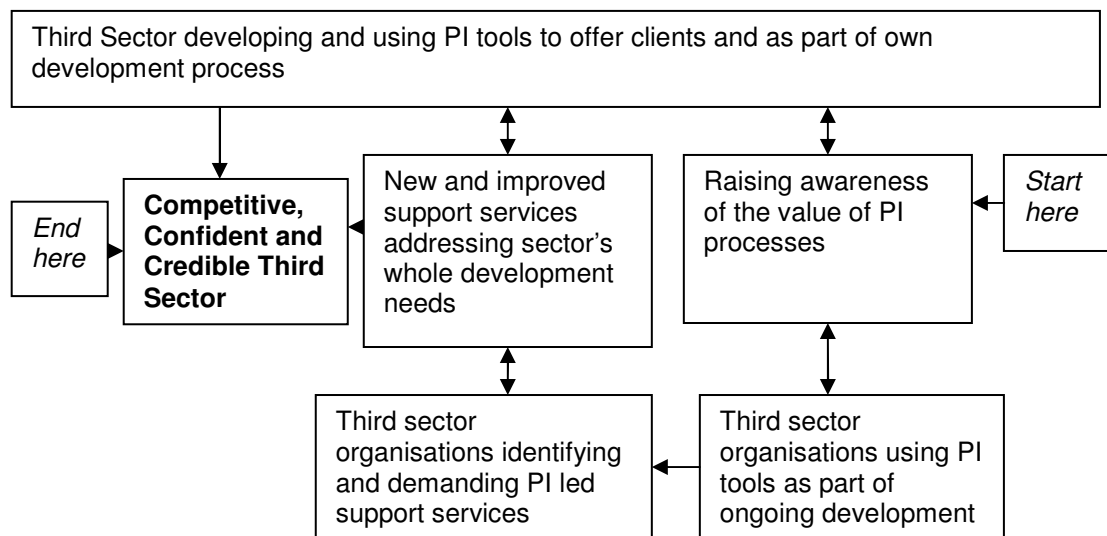 Third Sector developing and using PI tools to offer clients and as part of own
development process
End
here
Competitive,
Confident and
Credible Third
Sector
New and improved
support services
addressing sector's
whole development
needs
Raising awareness
of the value of PI
processes
Start
here
Third sector
organisations identifying
and demanding PI led
support services
Third sector
organisations using PI
tools as part of
ongoing development